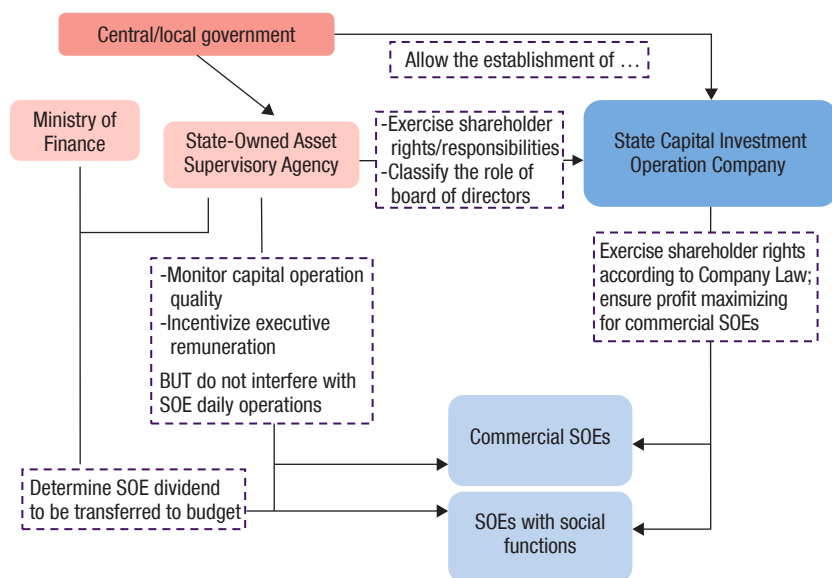 Central/local government
Allow the establishment of …
Ministry of
Finance
State-Owned Asset
Supervisory Agency
-Exercise shareholder
rights/responsibilities
-Classify the role of
board of directors
State Capital Investment
Operation Company
-Monitor capital operation
quality
-Incentivize executive
remuneration
BUT do not interfere with
SOE daily operations
Exercise shareholder rights
according to Company Law;
ensure profit maximizing
for commercial SOEs
Commercial SOEs
Determine SOE dividend
to be transferred to budget
SOEs with social
functions